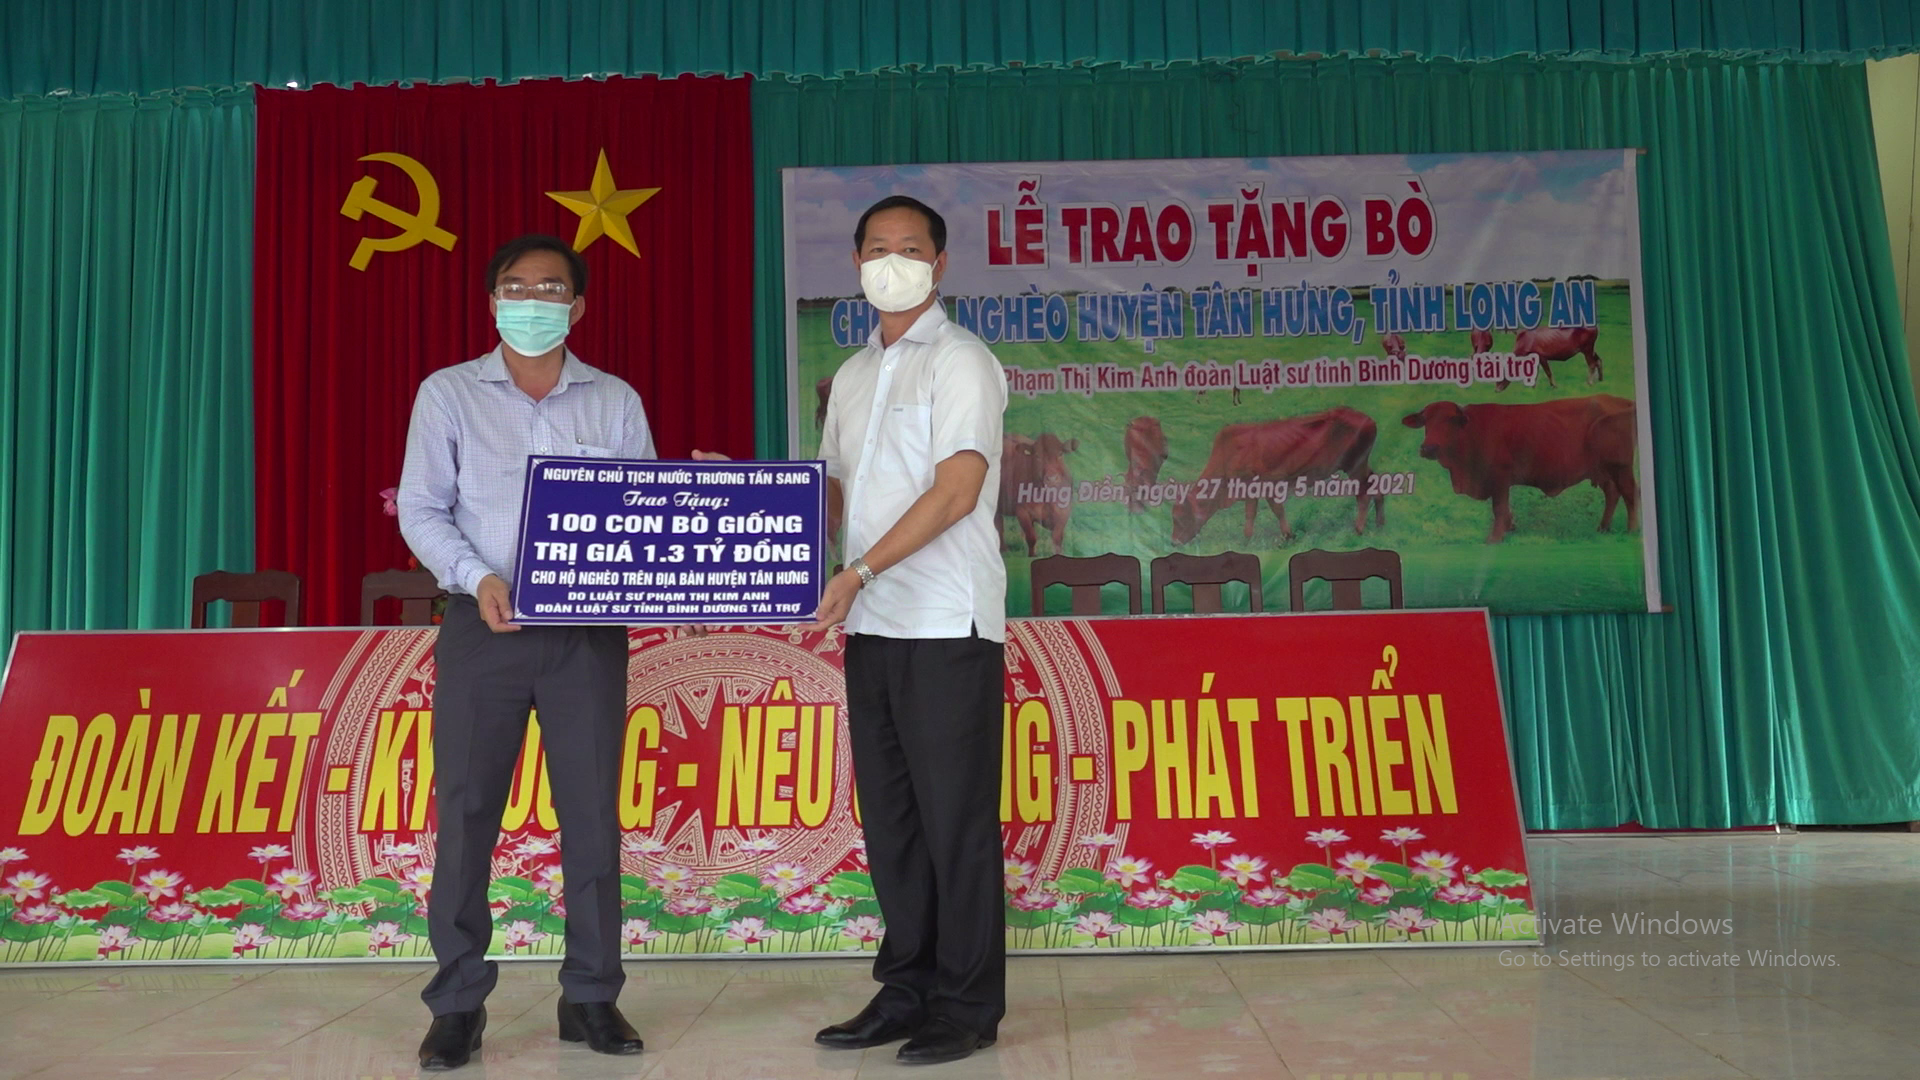 LỄ TRAO TẶNG BÒ
NGHÈO HUYỆN TÂN HƯNG, TỈNH LONG AN
Phạm Thị Kim Anh đoàn Luật sư tỉnh Bình Dương tài trợ
Hưng Điền, ngày 27 tháng 5 năm 2021
NGUYÊN CHỦ TỊCH NƯỚC TRƯƠNG TẤN SANG
Trao Tặng:
100 CON BÒ GIỐNG
TRỊ GIÁ 1.3 TỶ ĐỒNG
CHO HỘ NGHÈO TRÊN ĐỊA BÀN HUYỆN TÂN HƯNG
DO LUẬT SƯ PHẠM THỊ KIM ANH
ĐOÀN LUẬT SƯ TỈNH BÌNH DƯƠNG TÀI TRỢ
ĐOÀN KẾT - - NÊU - PHÁT TRIỂN
Activate Windows
Go to Settings to activate Windows.